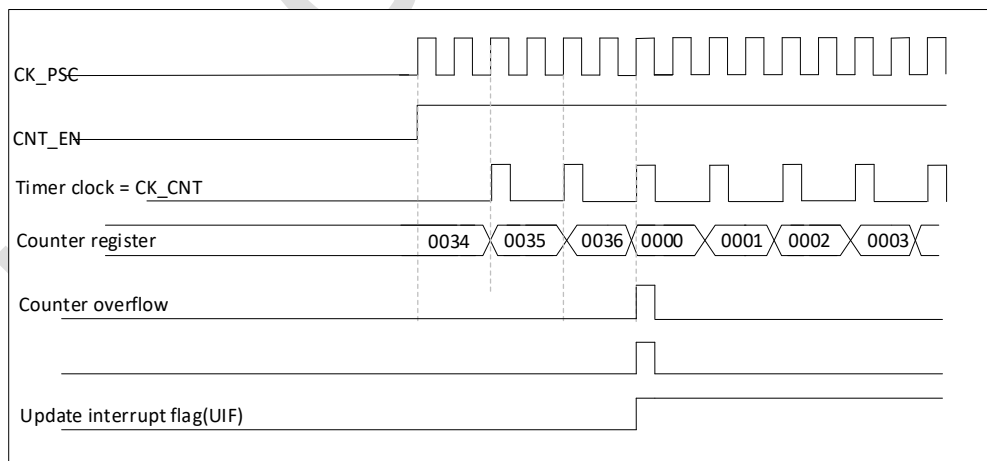 CK_PSC
CNT_EN
Timer clock = CK_CNT
Counter register 0034 0035 0036 0000 0001 0002 0003
Counter overflow
Update interrupt flag(UIF)